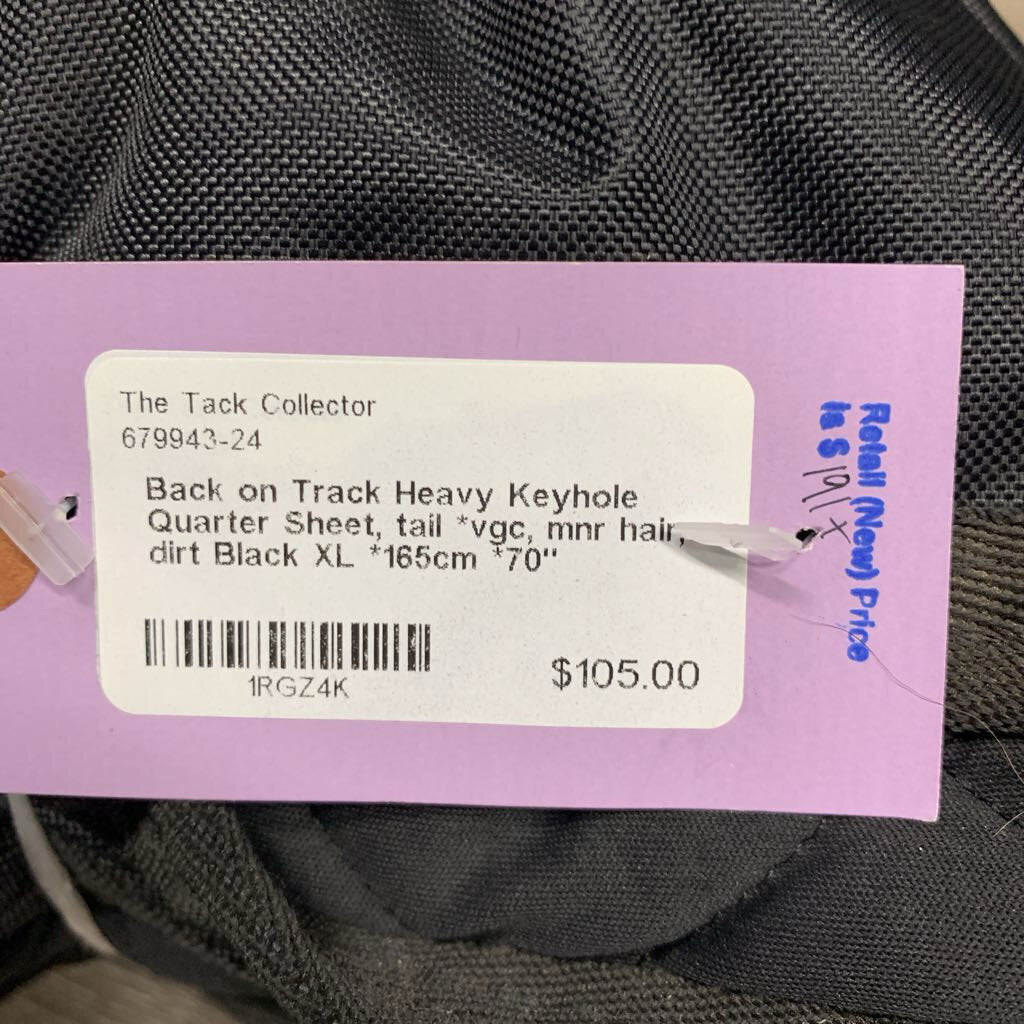 The Tack Collector
679943-24
Back on Track Heavy Keyhole
Quarter Sheet, tail *vgc, mnr hair,
dirt Black XL *165cm *70"
1RGZ4K
$105.00
Retail (New) Price
is $ 191